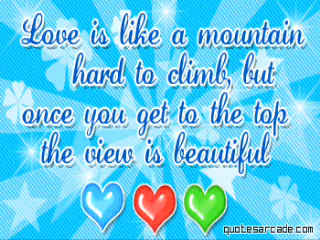 Love is like a mountain
hard to climb, but
once you get to the top
the view is beautiful
quotesarcade.com